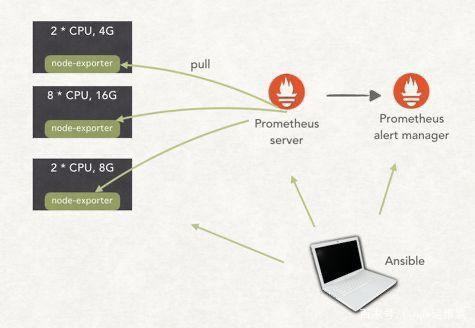 2 * CPU, 4G
node-exporter
pull
8 * CPU, 16G
node-exporter
Prometheus
server
Prometheus
alert manager
2 * CPU, 8G
node-exporter
Ansible